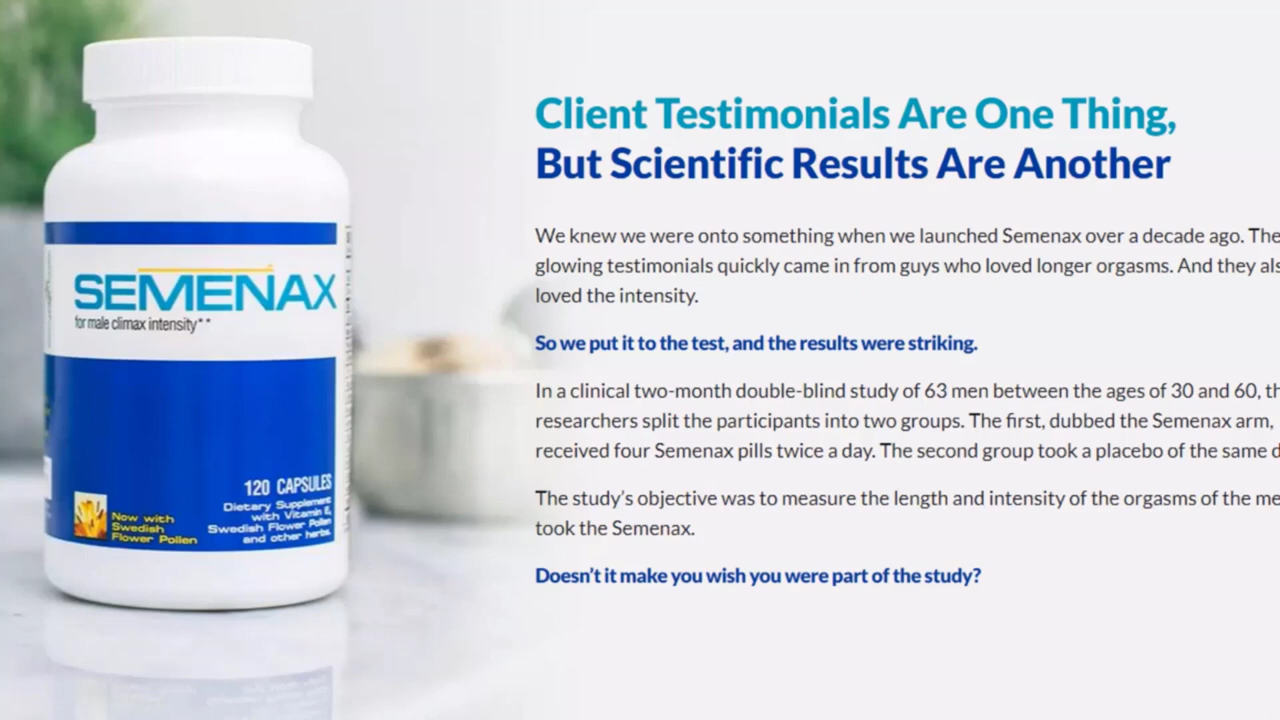 SEMENAX
for male climax intensity**
120 CAPSULES
Dietary Supplement
with Vitamin E,
Swedish Flower Pollen
and other herbs.
Now with
Swedish
Flower Pollen
Client Testimonials Are One Thing,
But Scientific Results Are Another
We knew we were onto something when we launched Semenax over a decade ago. The
glowing testimonials quickly came in from guys who loved longer orgasms. And they
loved the intensity.
So we put it to the test, and the results were striking.
In a clinical two-month double-blind study of 63 men between the ages of 30 and 60,
researchers split the participants into two groups. The first, dubbed the Semenax arm,
received four Semenax pills twice a day. The second group took a placebo of the same
The study's objective was to measure the length and intensity of the orgasms of the
took the Semenax.
Doesn't it make you wish you were part of the study?